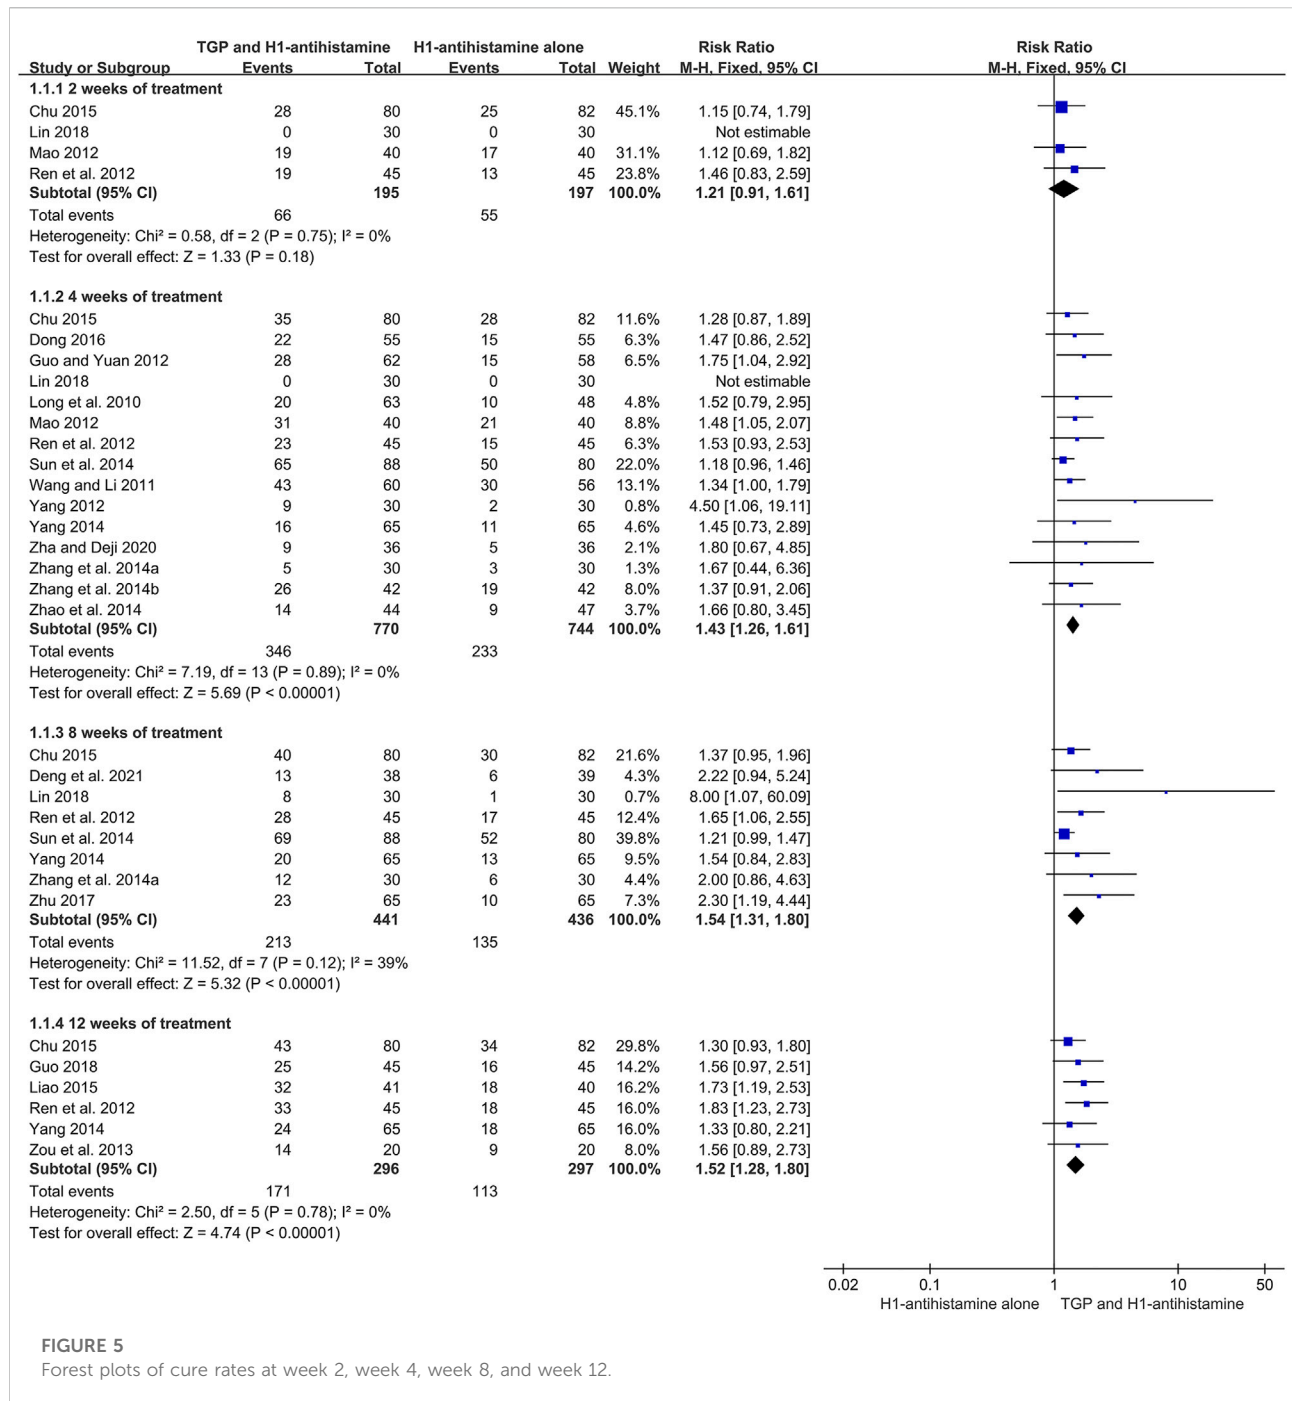 TGP and H1-antihistamine H1-antihistamine alone Risk Ratio Risk Ratio
Study or Subgroup Events Total Events Total Weight M-H, Fixed, 95% CI M-H, Fixed, 95% CI
1.1.1 2 weeks of treatment
Chu 2015 28 80 25 82 45.1% 1.15 [0.74, 1.79]
Lin 2018 0 30 0 30 Not estimable
Mao 2012 19 40 17 40 31.1% 1.12 [0.69, 1.82]
Ren et al. 2012 19 45 13 45 23.8% 1.46 [0.83, 2.59]
Subtotal (95% CI) 195 197 100.0% 1.21 [0.91, 1.61]
Total events 66 55
Heterogeneity: Chi² = 0.58, df = 2 (P = 0.75); I² = 0%
Test for overall effect: Z = 1.33 (P = 0.18)
1.1.2 4 weeks of treatment
Chu 2015 35 80 28 82 11.6% 1.28 [0.87, 1.89]
Dong 2016 22 55 15 55 6.3% 1.47 [0.86, 2.52]
Guo and Yuan 2012 28 62 15 58 6.5% 1.75 [1.04, 2.92]
Lin 2018 0 30 0 30 Not estimable
Long et al. 2010 20 63 10 48 4.8% 1.52 [0.79, 2.95]
Mao 2012 31 40 21 40 8.8% 1.48 [1.05, 2.07]
Ren et al. 2012 23 45 15 45 6.3% 1.53 [0.93, 2.53]
Sun et al. 2014 65 88 50 80 22.0% 1.18 [0.96, 1.46]
Wang and Li 2011 43 60 30 56 13.1% 1.34 [1.00, 1.79]
Yang 2012 9 30 2 30 0.8% 4.50 [1.06, 19.11]
Yang 2014 16 65 11 65 4.6% 1.45 [0.73, 2.89]
Zha and Deji 2020 9 36 5 36 2.1% 1.80 [0.67, 4.85]
Zhang et al. 2014a 5 30 3 30 1.3% 1.67 [0.44, 6.36]
Zhang et al. 2014b 26 42 19 42 8.0% 1.37 [0.91, 2.06]
Zhao et al. 2014 14 44 9 47 3.7% 1.66 [0.80, 3.45]
Subtotal (95% CI) 770 744 100.0% 1.43 [1.26, 1.61]
Total events 346 233
Heterogeneity: Chi² = 7.19, df = 13 (P = 0.89); I² = 0%
Test for overall effect: Z = 5.69 (P < 0.00001)
1.1.3 8 weeks of treatment
Chu 2015 40 80 30 82 21.6% 1.37 [0.95, 1.96]
Deng et al. 2021 13 38 6 39 4.3% 2.22 [0.94, 5.24]
Lin 2018 8 30 1 30 0.7% 8.00 [1.07, 60.09]
Ren et al. 2012 28 45 17 45 12.4% 1.65 [1.06, 2.55]
Sun et al. 2014 69 88 52 80 39.8% 1.21 [0.99, 1.47]
Yang 2014 20 65 13 65 9.5% 1.54 [0.84, 2.83]
Zhang et al. 2014a 12 30 6 30 4.4% 2.00 [0.86, 4.63]
Zhu 2017 23 65 10 65 7.3% 2.30 [1.19, 4.44]
Subtotal (95% CI) 441 436 100.0% 1.54 [1.31, 1.80]
Total events 213 135
Heterogeneity: Chi² = 11.52, df = 7 (P = 0.12); I² = 39%
Test for overall effect: Z = 5.32 (P < 0.00001)
1.1.4 12 weeks of treatment
Chu 2015 43 80 34 82 29.8% 1.30 [0.93, 1.80]
Guo 2018 25 45 16 45 14.2% 1.56 [0.97, 2.51]
Liao 2015 32 41 18 40 16.2% 1.73 [1.19, 2.53]
Ren et al. 2012 33 45 18 45 16.0% 1.83 [1.23, 2.73]
Yang 2014 24 65 18 65 16.0% 1.33 [0.80, 2.21]
Zou et al. 2013 14 20 9 20 8.0% 1.56 [0.89, 2.73]
Subtotal (95% CI) 296 297 100.0% 1.52 [1.28, 1.80]
Total events 171 113
Heterogeneity: Chi² = 2.50, df = 5 (P = 0.78); I² = 0%
Test for overall effect: Z = 4.74 (P < 0.00001)
0.02 0.1 1 10 50
H1-antihistamine alone TGP and H1-antihistamine
FIGURE 5
Forest plots of cure rates at week 2, week 4, week 8, and week 12.